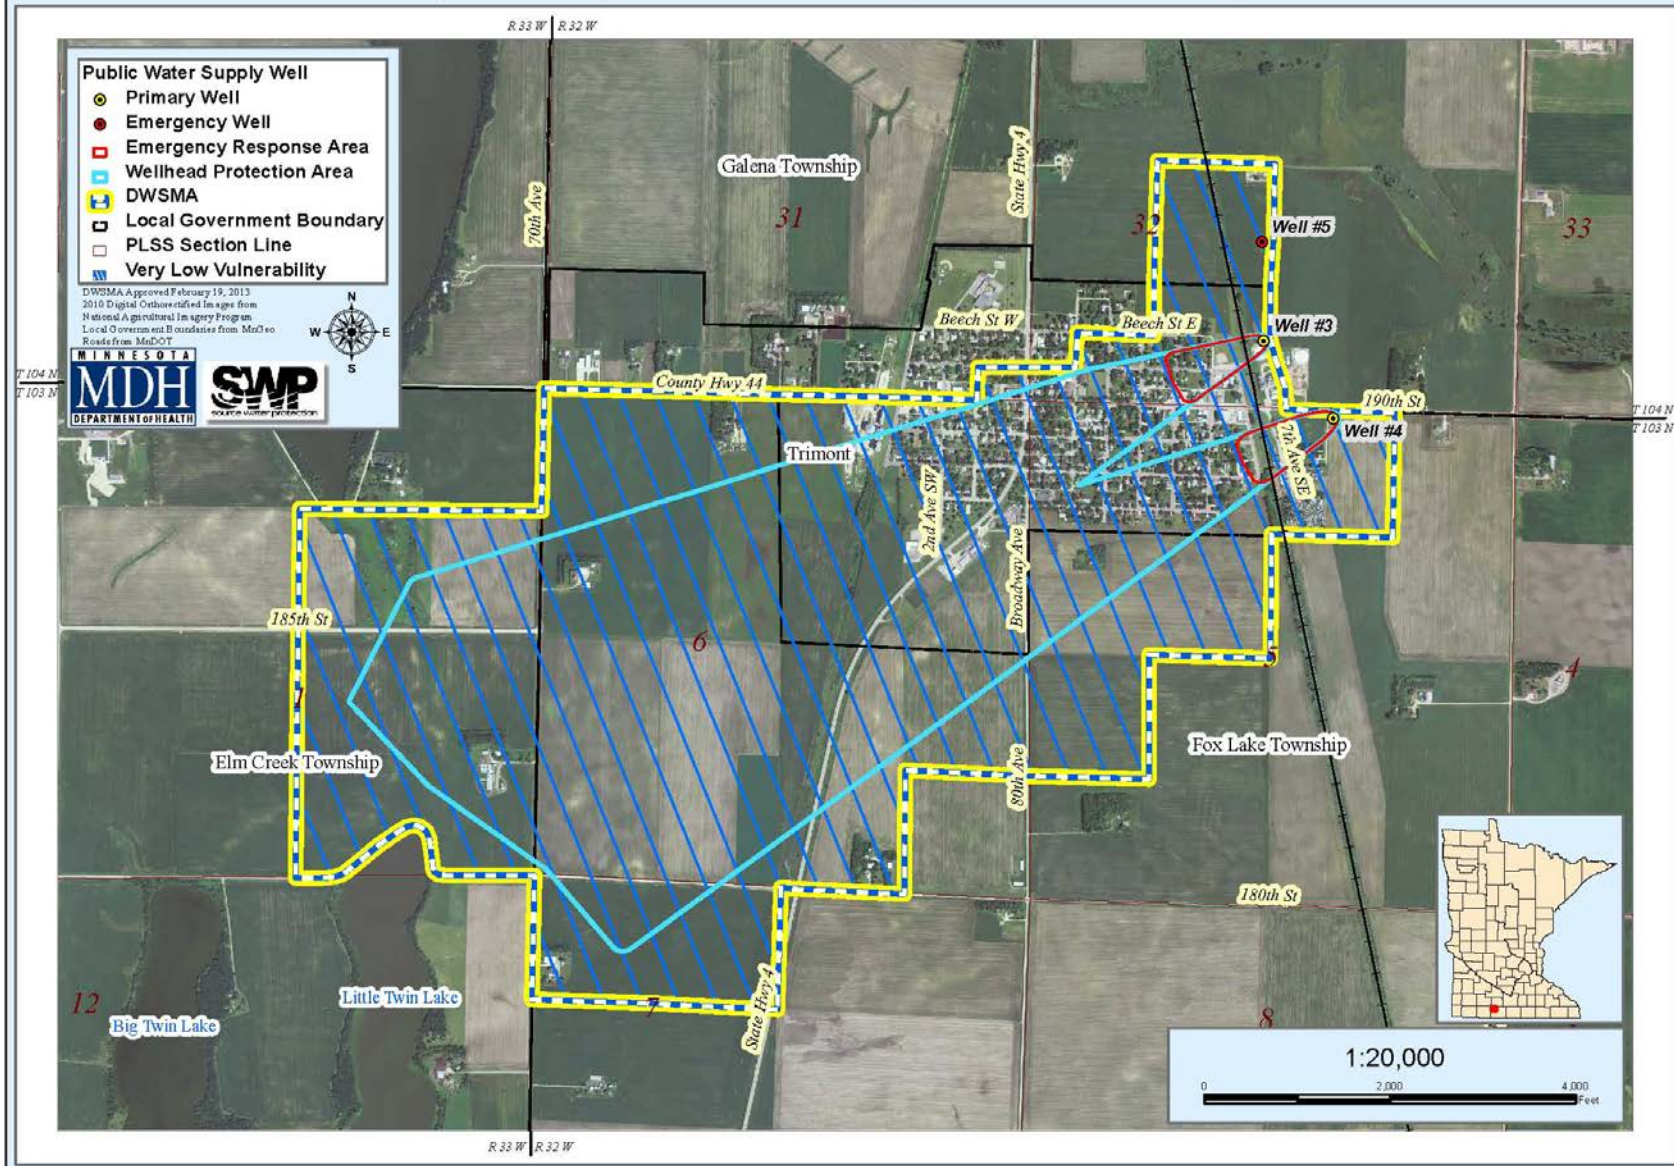 R 33 W R 32 W
Public Water Supply Well
Primary Well
Emergency Well
Emergency Response Area
Wellhead Protection Area
DWSMA
Local Government Boundary
PLSS Section Line
Very Low Vulnerability
DWSMA Approved February 19, 2013
2010 Digital Orthorectified Images from
National Agricultural Imagery Program
Local Government Boundaries from MnGeo
Roads from MnDOT
N
W E
S
MINNESOTA
MDH
DEPARTMENT OF HEALTH
SWP
source water protection
T 104 N
T 103 N
Galena Township
70th Ave
State Hwy 4
31
32
33
Well #5
Beech St W
Beech St E
Well #3
County Hwy 44
190th St
T 104 N
T 103 N
Well #4
7th Ave SE
Trimont
2nd Ave SW
Broadway Ave
185th St
6
5
4
1
Elm Creek Township
Fox Lake Township
80th Ave
180th St
12
Little Twin Lake
Big Twin Lake
7
State Hwy 4
8
1:20,000
0 2,000 4,000
Feet
R 33 W R 32 W